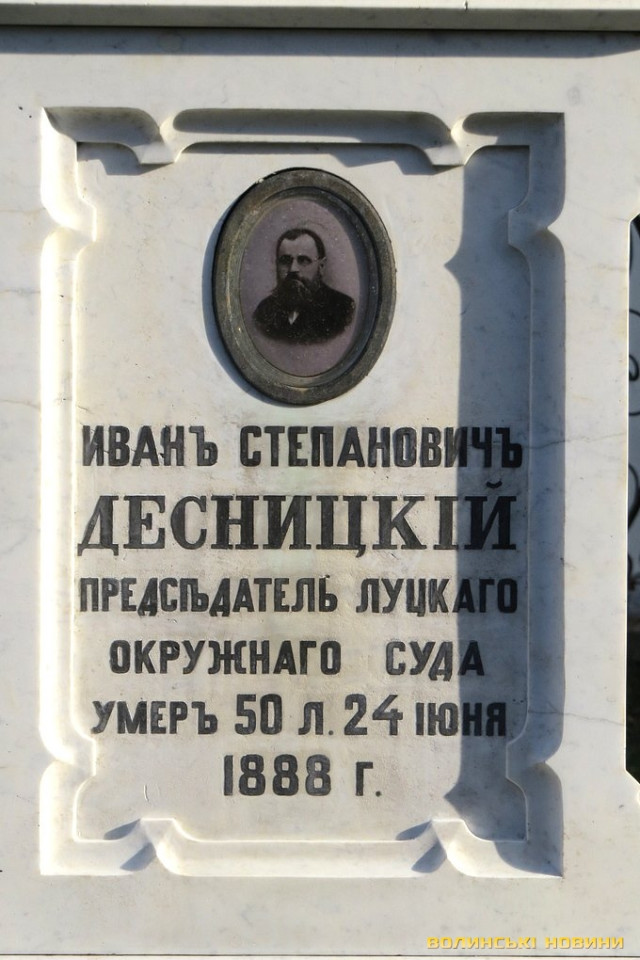 ИВАНЪ СТЕПАНОВИЧЪ
ДЕСНИЦКІЙ
ПРЕДСѢДАТЕЛЬ ЛУЦКАГО
ОКРУЖНАГО СУДА
УМЕРЪ 50 Л. 24 ІЮНЯ
1888 Г.
ВОЛИНСЬКІ НОВИНИ